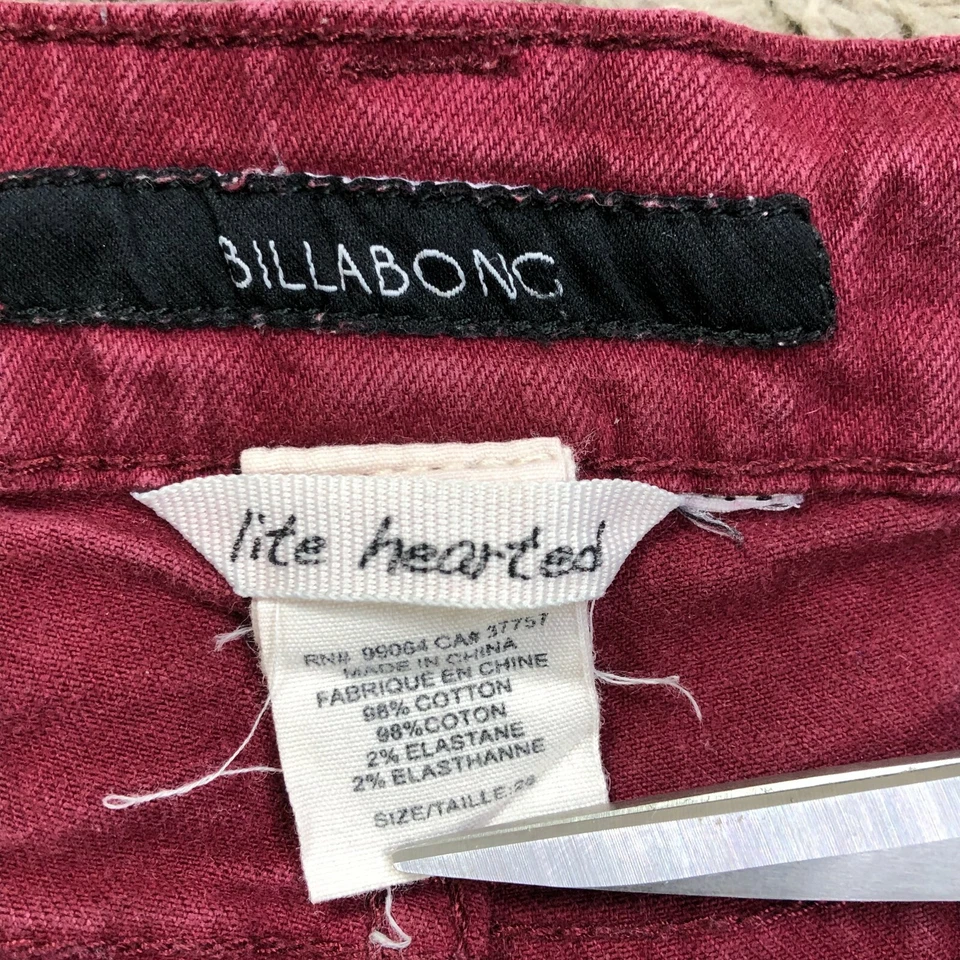 BILLABONG
lite hearted
RN# 99064 CA# 37757
MADE IN CHINA
FABRIQUE EN CHINE
98% COTTON
98%COTON
2% ELASTANE
2% ELASTHANNE
SIZE/TAILLE: